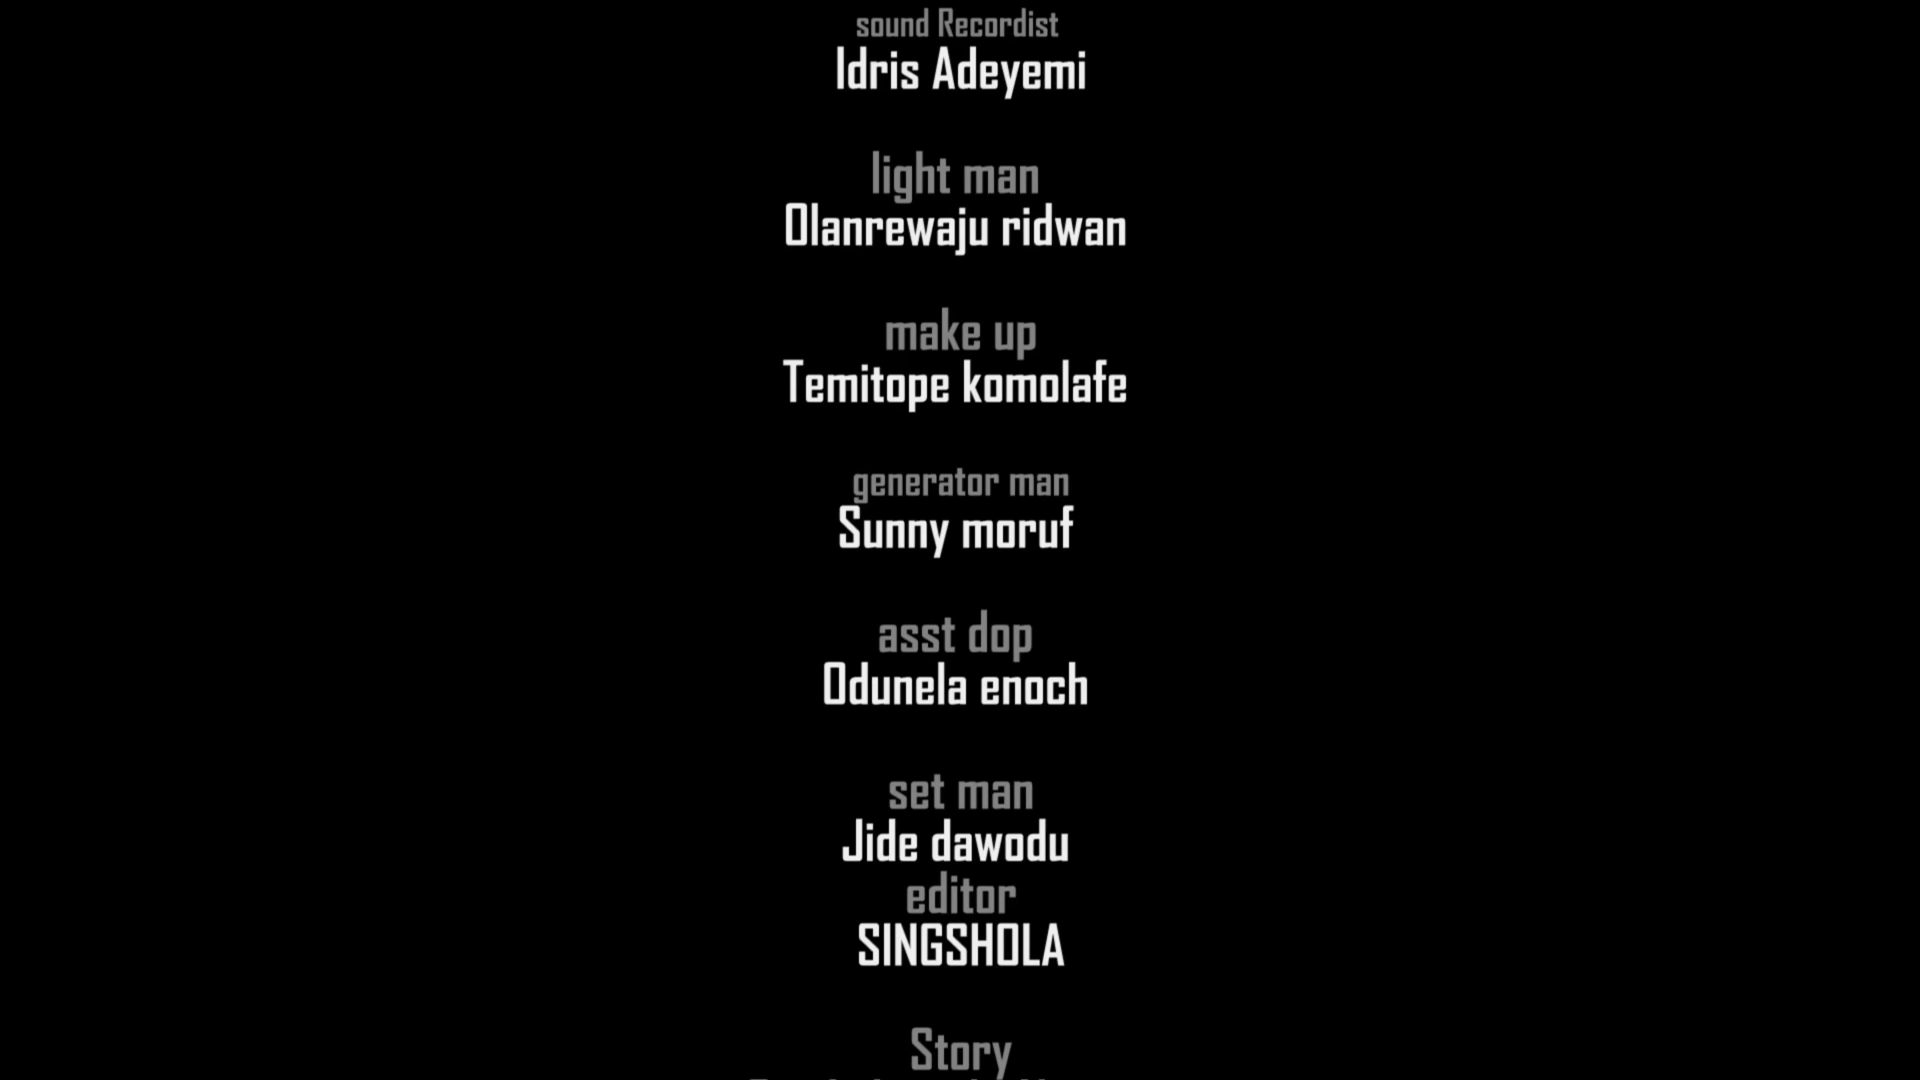 sound Recordist
Idris Adeyemi
light man
Olanrewaju ridwan
make up
Temitope komolafe
generator man
Sunny moruf
asst dop
Odunela enoch
set man
Jide dawodu
editor
SINGSHOLA
Story